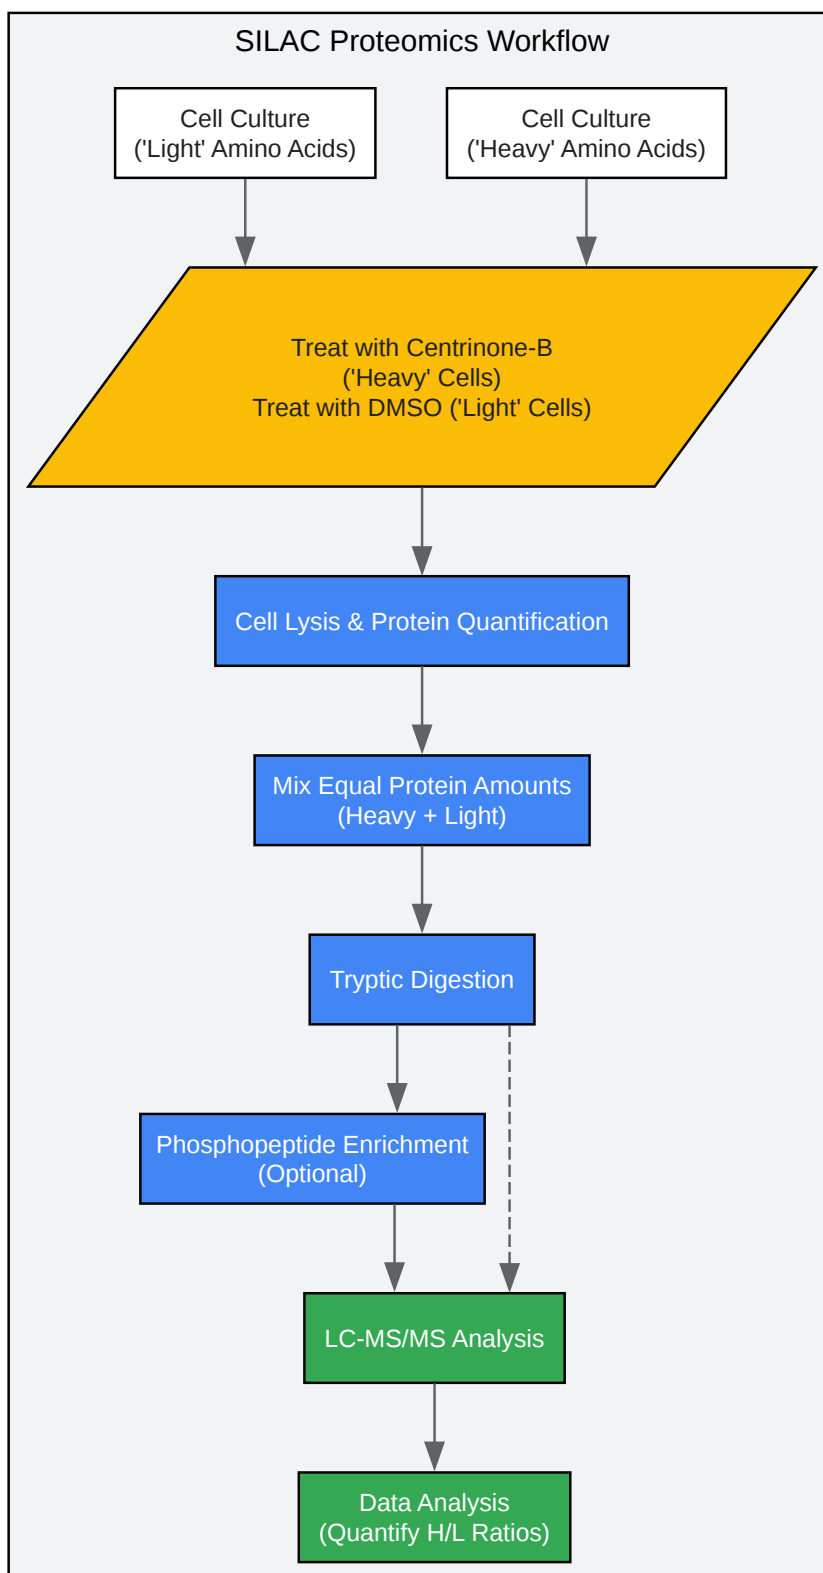 SILAC Proteomics Workflow
Cell Culture
('Light' Amino Acids)
Cell Culture
('Heavy' Amino Acids)
Treat with Centrinone-B
('Heavy' Cells)
Treat with DMSO ('Light' Cells)
Cell Lysis & Protein Quantification
Mix Equal Protein Amounts
(Heavy + Light)
Tryptic Digestion
Phosphopeptide Enrichment
(Optional)
LC-MS/MS Analysis
Data Analysis
(Quantify H/L Ratios)